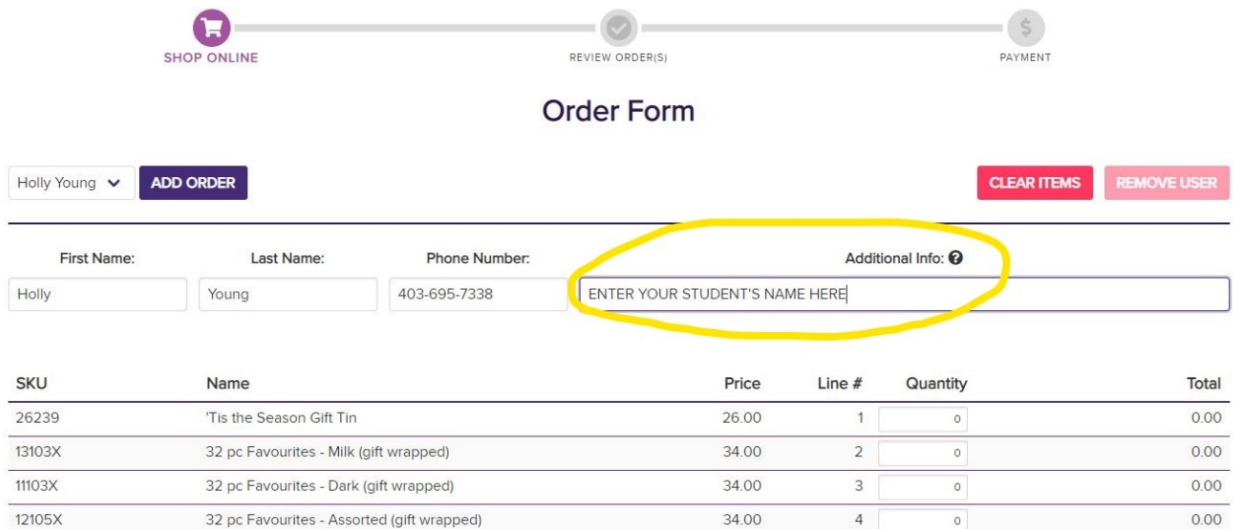 SHOP ONLINE REVIEW ORDER(S) PAYMENT
Order Form
Holly Young ADD ORDER CLEAR ITEMS REMOVE USER
First Name: Last Name: Phone Number: Additional Info: ?
Holly Young 403-695-7338 ENTER YOUR STUDENT'S NAME HERE
SKU Name Price Line # Quantity Total
26239 'Tis the Season Gift Tin 26.00 1 0 0.00
13103X 32 pc Favourites - Milk (gift wrapped) 34.00 2 0 0.00
11103X 32 pc Favourites - Dark (gift wrapped) 34.00 3 0 0.00
12105X 32 pc Favourites - Assorted (gift wrapped) 34.00 4 0 0.00